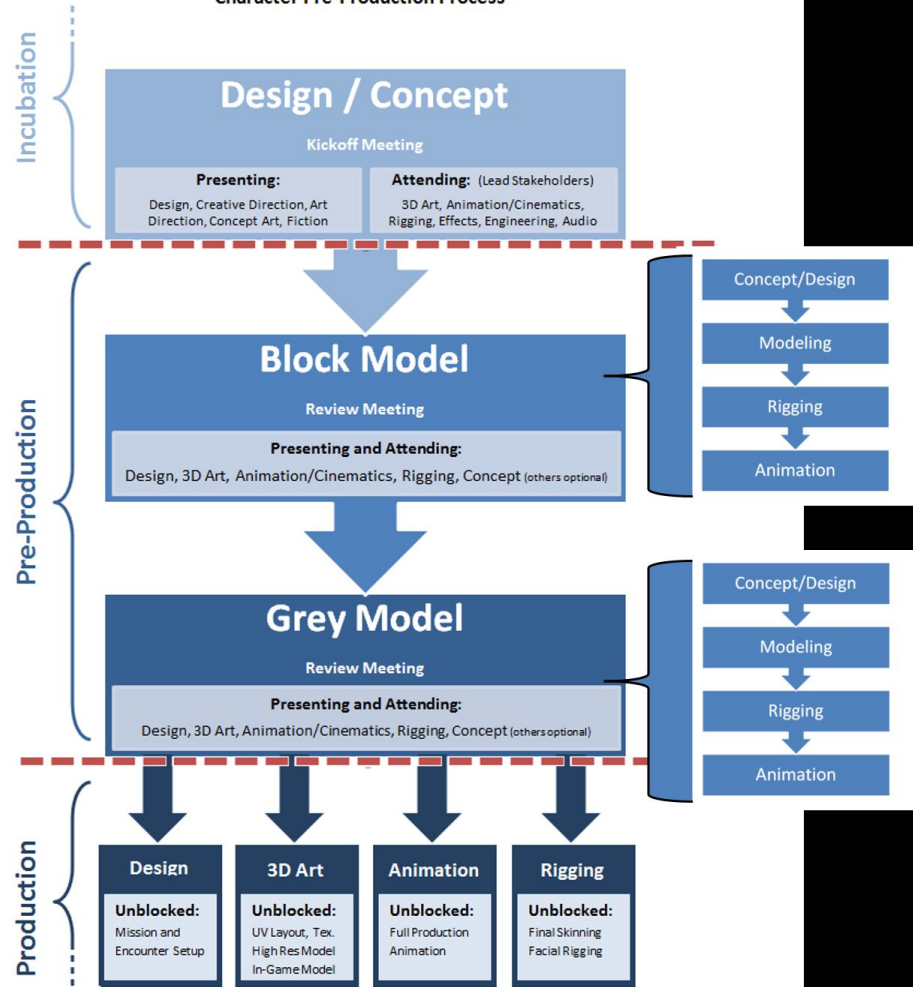 Character Pre-Production Process
Incubation
Design / Concept
Kickoff Meeting
Presenting:
Design, Creative Direction, Art
Direction, Concept Art, Fiction
Attending: (Lead Stakeholders)
3D Art, Animation/Cinematics,
Rigging, Effects, Engineering, Audio
Pre-Production
Block Model
Review Meeting
Presenting and Attending:
Design, 3D Art, Animation/Cinematics, Rigging, Concept (others optional)
Concept/Design
Modeling
Rigging
Animation
Grey Model
Review Meeting
Presenting and Attending:
Design, 3D Art, Animation/Cinematics, Rigging, Concept (others optional)
Concept/Design
Modeling
Rigging
Animation
Production
Design
Unblocked:
Mission and
Encounter Setup
3D Art
Unblocked:
UV Layout, Tex.
High Res Model
In-Game Model
Animation
Unblocked:
Full Production
Animation
Rigging
Unblocked:
Final Skinning
Facial Rigging